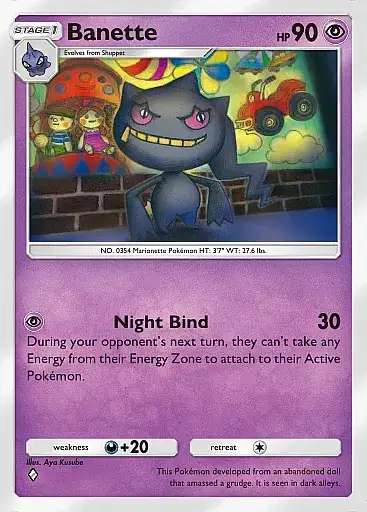 STAGE 1
Banette
HP 90
Evolves from Shuppet
NO. 0354 Marionette Pokémon HT: 3'7" WT: 27.6 lbs.
Night Bind 30
During your opponent's next turn, they can't take any
Energy from their Energy Zone to attach to their Active
Pokémon.
weakness +20
retreat
Illus. Aya Kusube
This Pokémon developed from an abandoned doll
that amassed a grudge. It is seen in dark alleys.